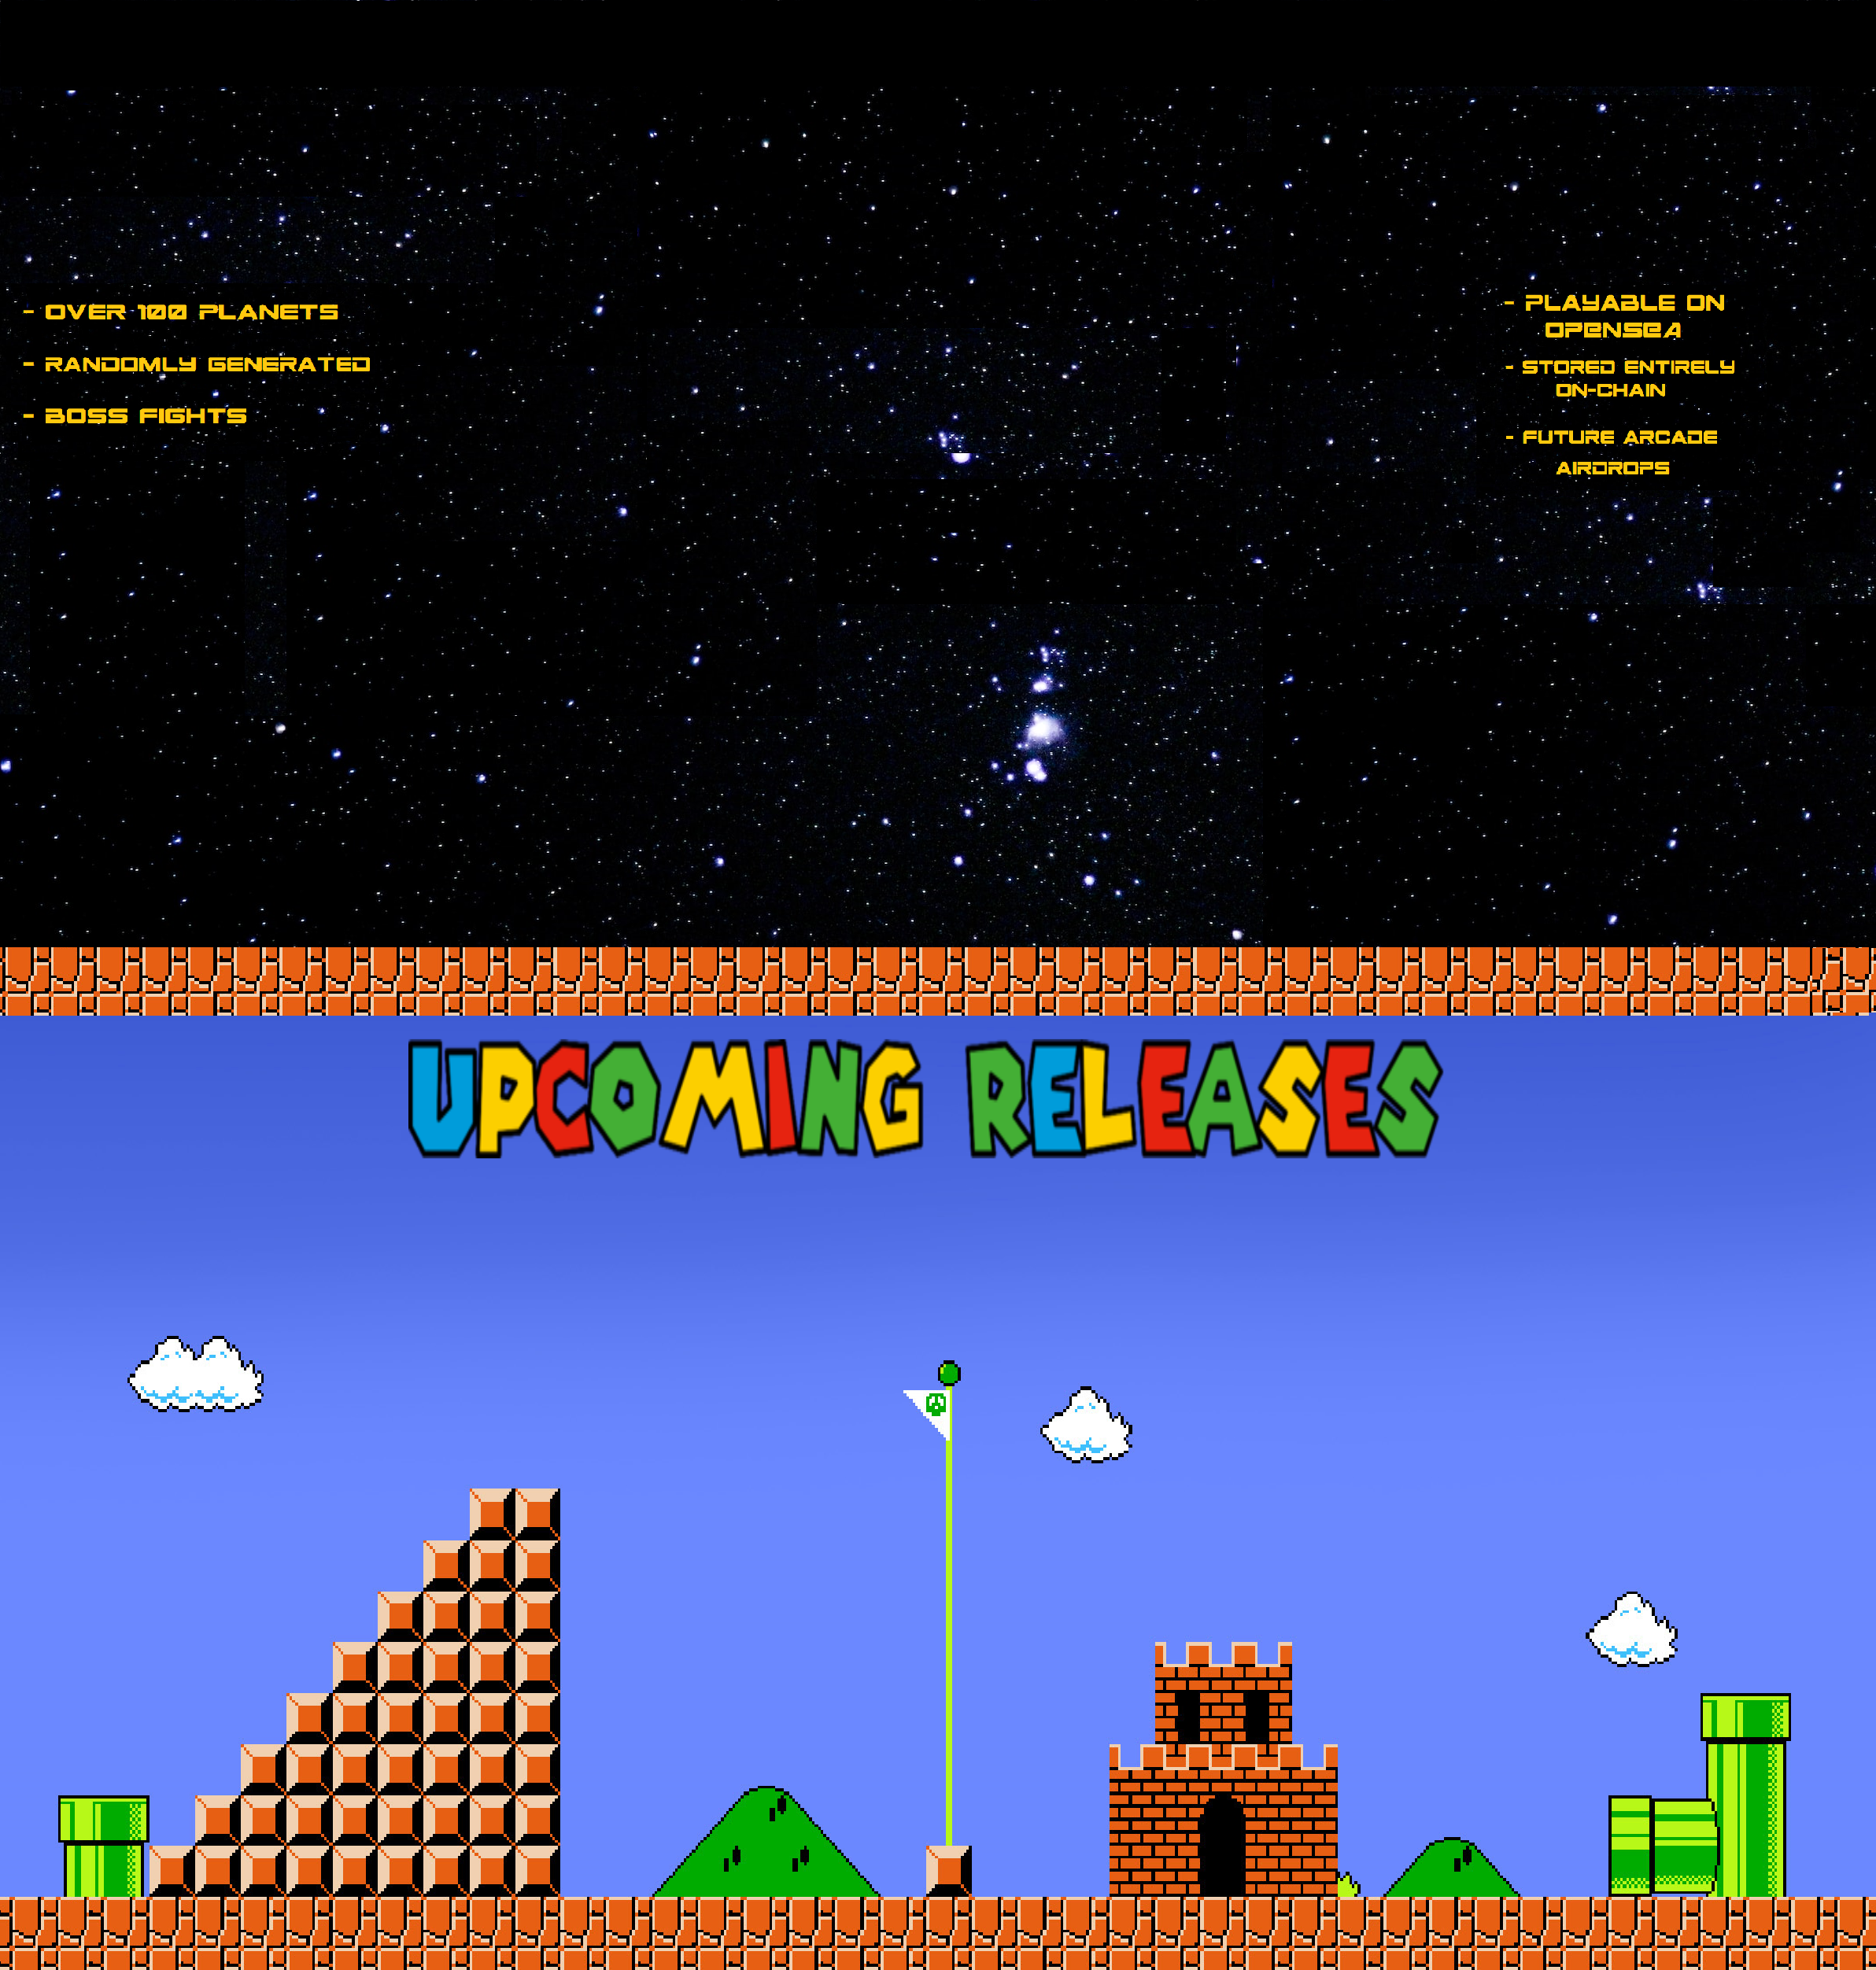 - OVER 100 PLANETS
- RANDOMLY GENERATED
- BOSS FIGHTS
- PLAYABLE ON
OPENSEA
- STORED ENTIRELY
ON-CHAIN
- FUTURE ARCADE
AIRDROPS
UPCOMING RELEASES